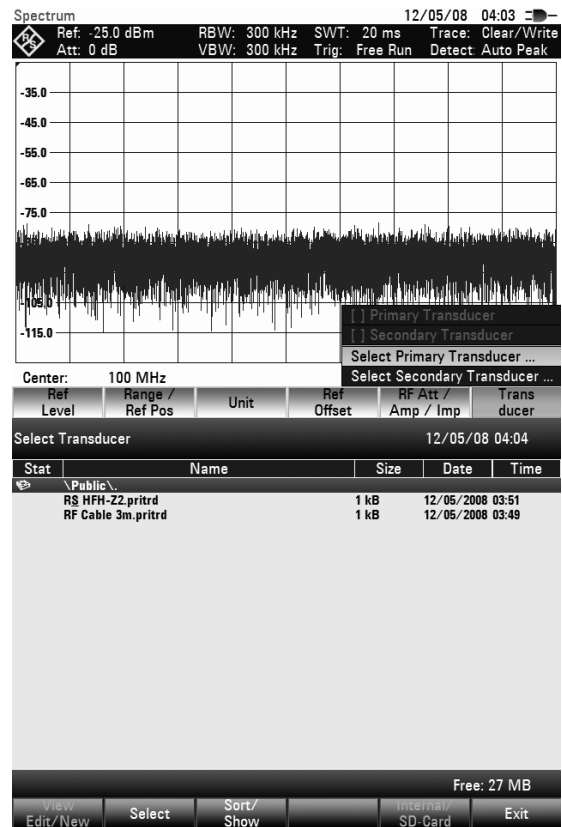 Spectrum 12/05/08 04:03
R&S Ref: -25.0 dBm RBW: 300 kHz SWT: 20 ms Trace: Clear/Write
Att: 0 dB VBW: 300 kHz Trig: Free Run Detect: Auto Peak
-35.0
-45.0
-55.0
-65.0
-75.0
-105.0
-115.0
[ ] Primary Transducer
[ ] Secondary Transducer
Select Primary Transducer ...
Select Secondary Transducer ...
Center: 100 MHz
Ref Level Range / Ref Pos Unit Ref Offset RF Att / Amp / Imp Trans ducer
Select Transducer 12/05/08 04:04
Stat Name Size Date Time
\Public\.
RS HFH-Z2.pritrd 1 kB 12/05/2008 03:51
RF Cable 3m.pritrd 1 kB 12/05/2008 03:49
Free: 27 MB
View Edit/New Select Sort/ Show Internal/ SD-Card Exit